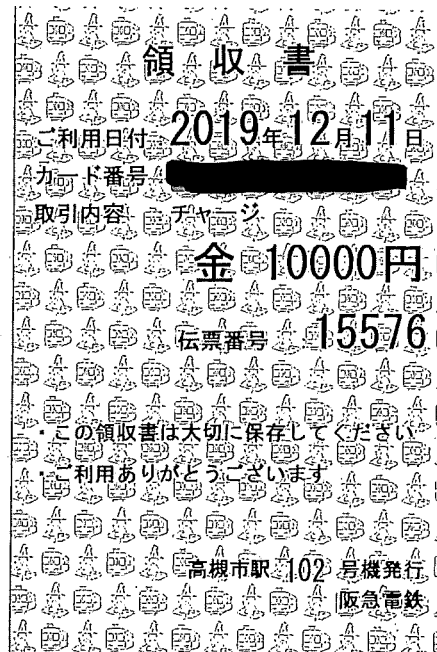 領収書
ご利用日付 2019年12月11日
カード番号
取引内容 チャージ
金 10000円
伝票番号 15576
・この領収書は大切に保存してください
・ご利用ありがとうございます
高槻市駅 102 号機発行
阪急電鉄